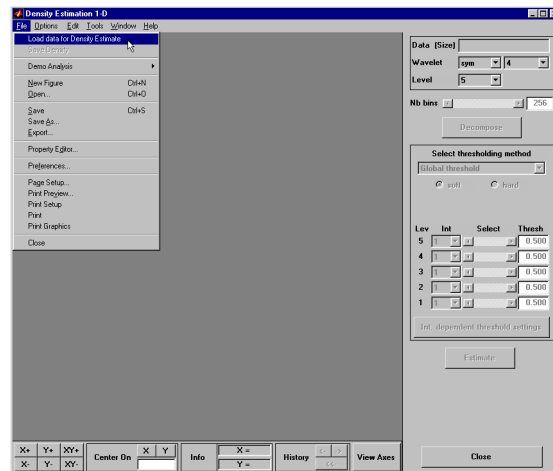 Density Estimation 1-D
File Options Edit Tools Window Help
Load data for Density Estimate
Save Density
Demo Analysis
New Figure Ctrl+N
Open... Ctrl+O
Save Ctrl+S
Save As...
Export...
Property Editor...
Preferences...
Page Setup...
Print Preview...
Print Setup
Print
Print Graphics
Close
Data (Size)
Wavelet sym 4
Level 5
Nb bins 256
Decompose
Select thresholding method
Global threshold
soft hard
Lev Int Select Thresh
5 1 0.500
4 1 0.500
3 1 0.500
2 1 0.500
1 1 0.500
Int. dependent threshold settings
Estimate
X+ Y+ XY+
X- Y- XY-
Center On X Y
Info X =
Y =
History < >
<<
View Axes
Close